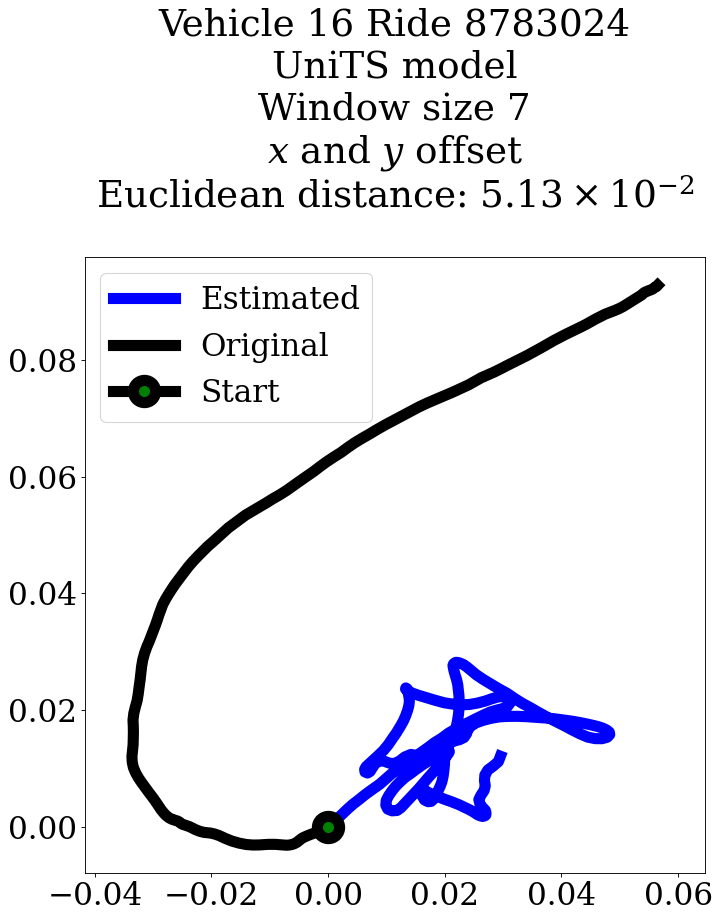 Vehicle 16 Ride 8783024
UniTS model
Window size 7
x and y offset
Euclidean distance: 5.13 × 10⁻²
Estimated
Original
Start
0.08
0.06
0.04
0.02
0.00
−0.04 −0.02 0.00 0.02 0.04 0.06